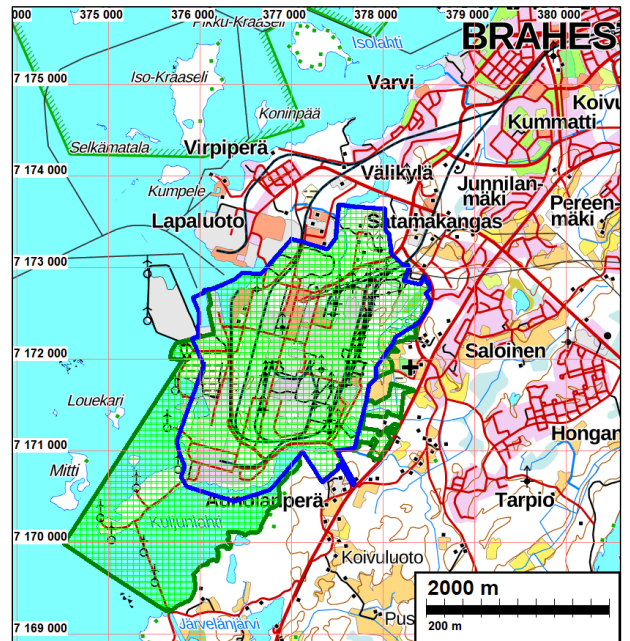 000 375 000 376 000 377 000 378 000 379 000 380 000
Pikku-Kraaseli
Isolahti
BRAHES
Iso-Kraaseli
Varvi
7 175 000
Koivu
Koninpää
Kummatti
Selkämatala
Virpiperä
7 174 000
Välikylä
Kumpele
Junnilan-
mäki
Pereen-
mäki
Lapaluoto
Satamakangas
7 173 000
7 172 000
Saloinen
Louekari
7 171 000
Hongan
Mitti
Tarpio
7 170 000
Koivuluoto
2000 m
200 m
Järvelänjärvi
Pus
7 169 000